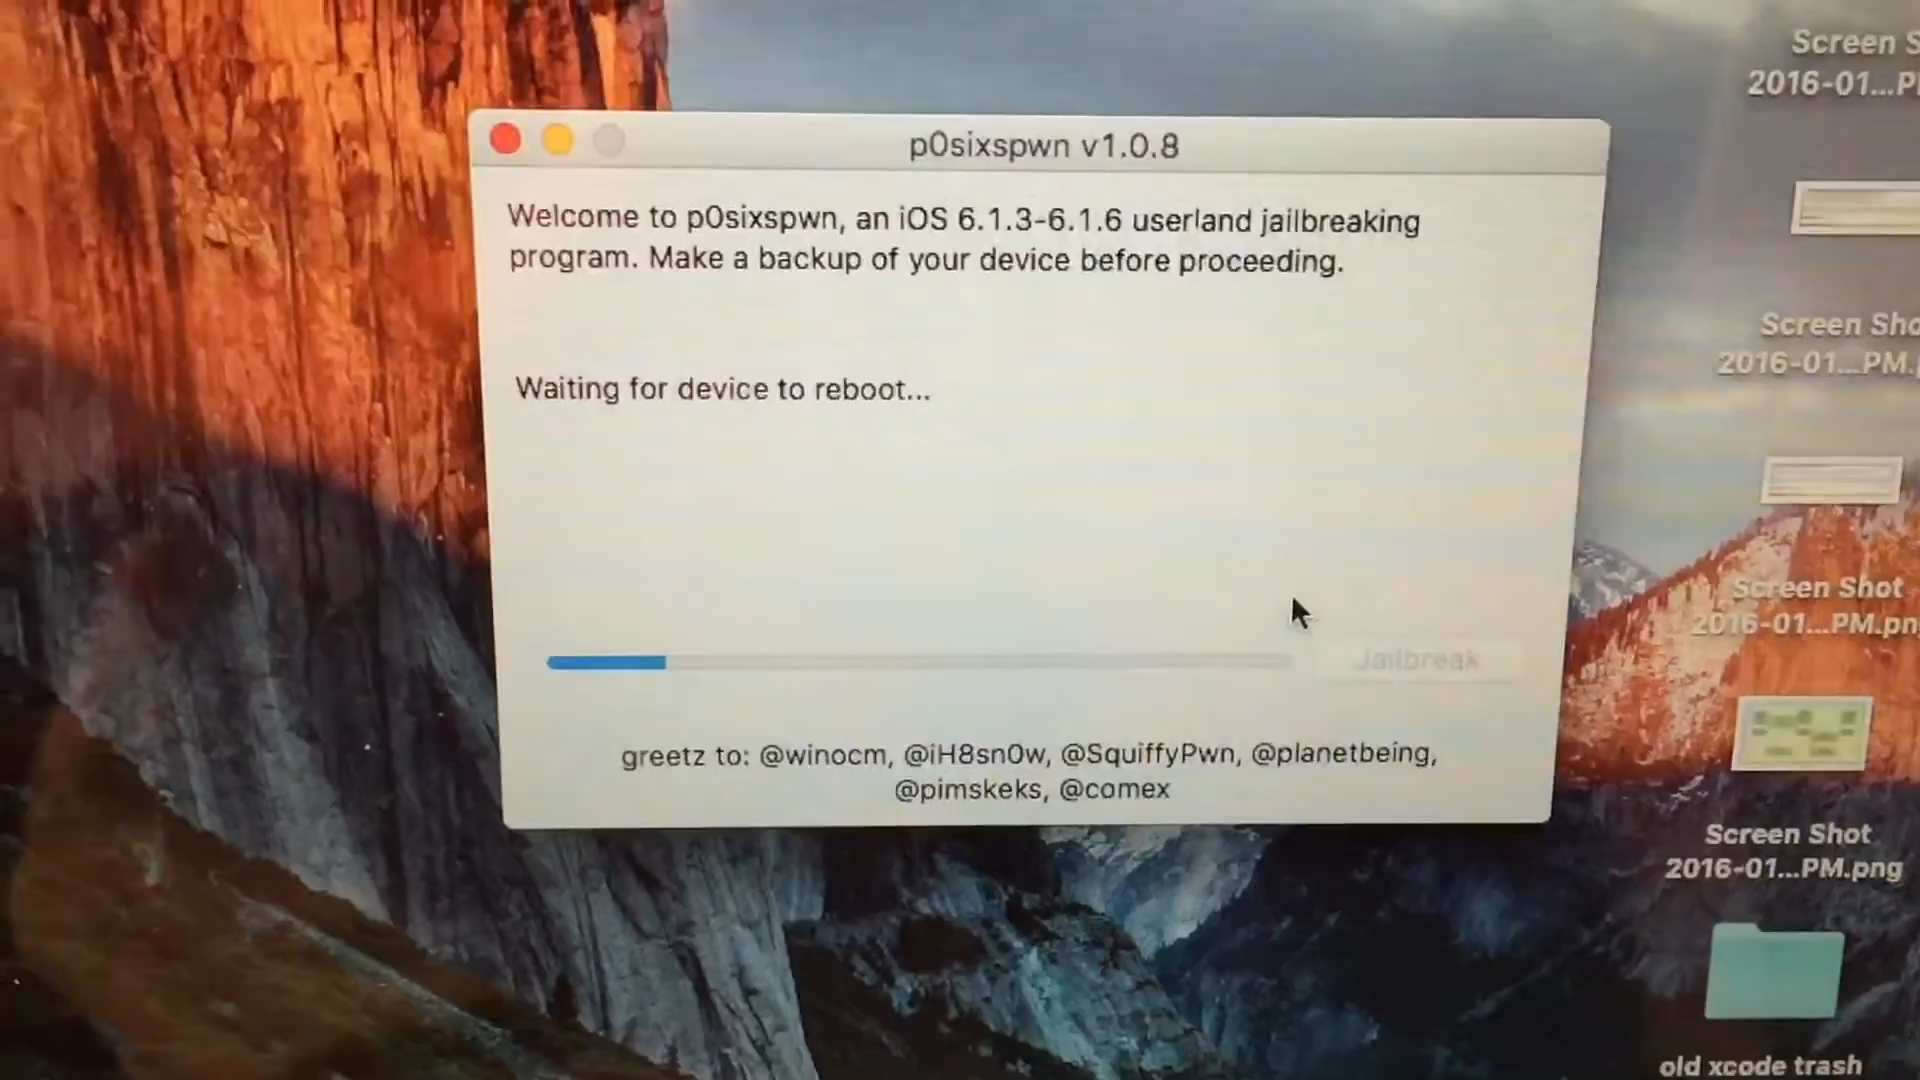 p0sixspwn v1.0.8
Welcome to p0sixspwn, an iOS 6.1.3-6.1.6 userland jailbreaking
program. Make a backup of your device before proceeding.
Waiting for device to reboot...
Jailbreak
greetz to: @winocm, @iH8sn0w, @SquiffyPwn, @planetbeing,
@pimskeks, @comex
Screen S
2016-01...P
Screen Sho
2016-01...PM.
Screen Shot
2016-01...PM.pn
Screen Shot
2016-01...PM.png
old xcode trash